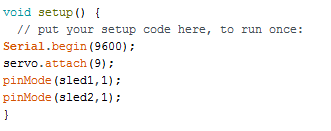 void setup() {
  // put your setup code here, to run once:
Serial.begin(9600);
servo.attach(9);
pinMode(sled1,1);
pinMode(sled2,1);
}